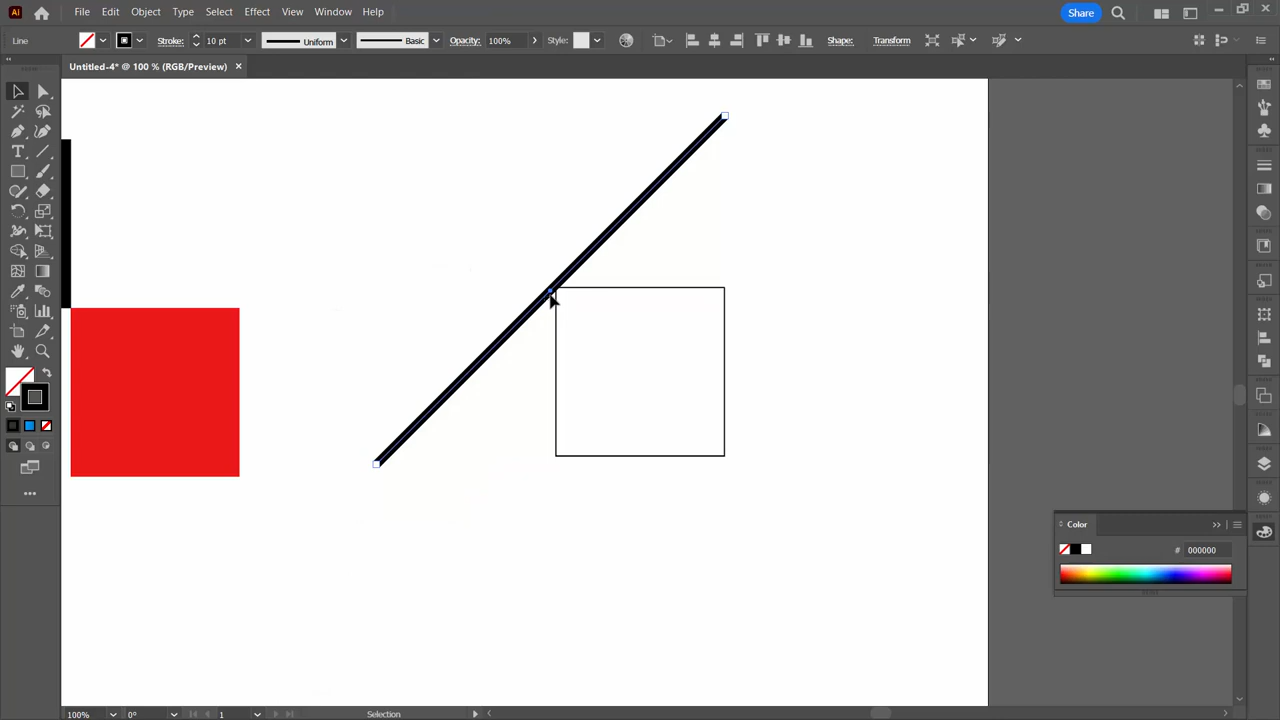 Ai File Edit Object Type Select Effect View Window Help Share
Line Stroke: 10 pt Uniform Basic Opacity: 100% Style: Shape: Transform
Untitled-4* @ 100 % (RGB/Preview) ×
T
Color
# 000000
100% 0° 1 Selection